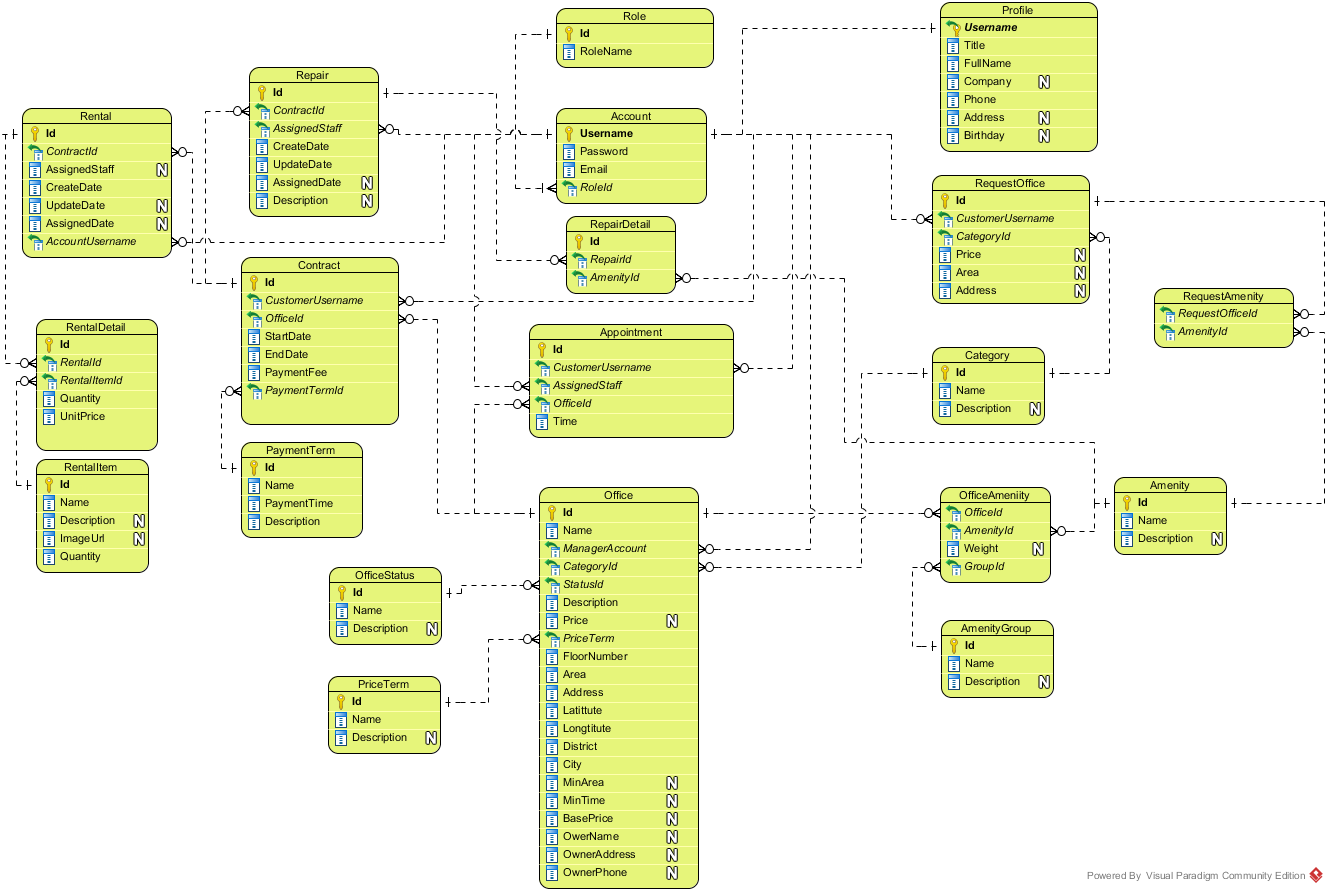 Role
Id
RoleName
Profile
Username
Title
FullName
Company N
Phone
Address N
Birthday N
Repair
Id
ContractId
AssignedStaff
CreateDate
UpdateDate
AssignedDate N
Description N
Rental
Id
ContractId
AssignedStaff N
CreateDate
UpdateDate N
AssignedDate N
AccountUsername
Account
Username
Password
Email
RoleId
RequestOffice
Id
CustomerUsername
CategoryId
Price N
Area N
Address N
RepairDetail
Id
RepairId
AmenityId
Contract
Id
CustomerUsername
OfficeId
StartDate
EndDate
PaymentFee
PaymentTermId
RequestAmenity
RequestOfficeId
AmenityId
RentalDetail
Id
RentalId
RentalItemId
Quantity
UnitPrice
Appointment
Id
CustomerUsername
AssignedStaff
OfficeId
Time
Category
Id
Name
Description N
PaymentTerm
Id
Name
PaymentTime
Description
RentalItem
Id
Name
Description N
ImageUrl N
Quantity
Office
Id
Name
ManagerAccount
CategoryId
StatusId
Description
Price N
PriceTerm
FloorNumber
Area
Address
Latittute
Longtitute
District
City
MinArea N
MinTime N
BasePrice N
OwerName N
OwnerAddress N
OwnerPhone N
OfficeAmeniity
OfficeId
AmenityId
Weight N
GroupId
Amenity
Id
Name
Description N
OfficeStatus
Id
Name
Description N
AmenityGroup
Id
Name
Description N
PriceTerm
Id
Name
Description N
Powered By Visual Paradigm Community Edition